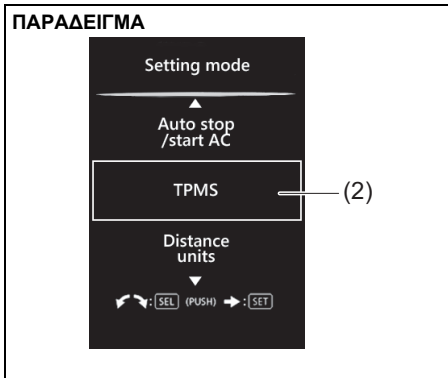 ΠΑΡΑΔΕΙΓΜΑ
Setting mode
Auto stop
/start AC
TPMS
(2)
Distance
units
:SEL (PUSH) :SET